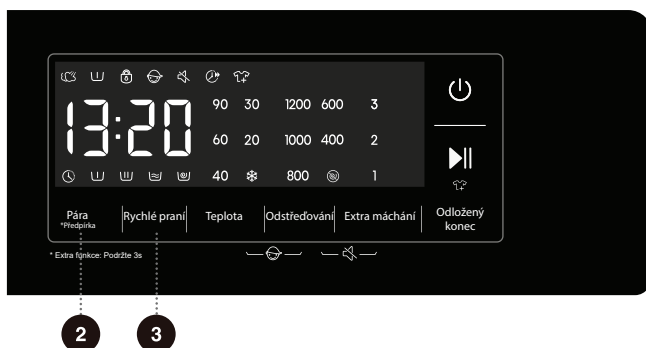 13:20
90 30 1200 600 3
60 20 1000 400 2
40 800 1
Pára
*Předpírka
Rychlé praní
Teplota
Odstřeďování
Extra máchání
Odložený
konec
* Extra funkce: Podržte 3s
2 3